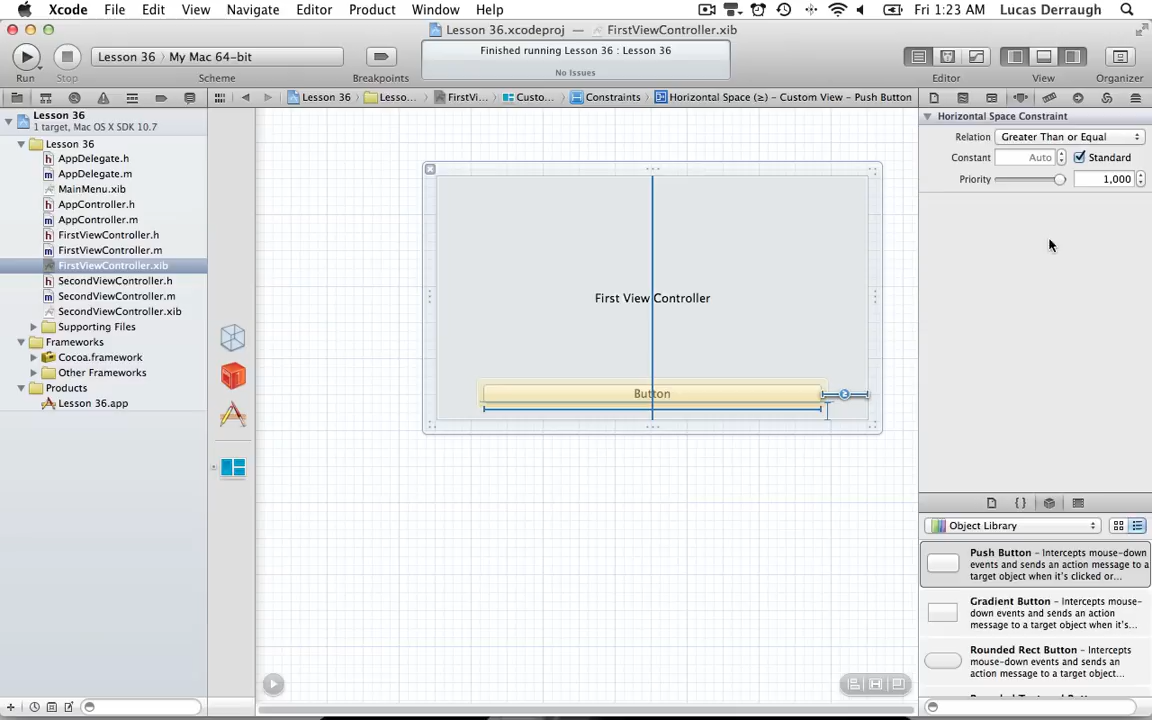 Xcode File Edit View Navigate Editor Product Window Help Fri 1:23 AM Lucas Derraugh
Lesson 36.xcodeproj — FirstViewController.xib
Lesson 36 〉 My Mac 64-bit
Finished running Lesson 36 : Lesson 36
No Issues
Run Stop Scheme Breakpoints Editor View Organizer
Lesson 36 Lesso... FirstVi... Custo... Constraints Horizontal Space (≥) – Custom View – Push Button
Lesson 36
1 target, Mac OS X SDK 10.7
Lesson 36
AppDelegate.h
AppDelegate.m
MainMenu.xib
AppController.h
AppController.m
FirstViewController.h
FirstViewController.m
FirstViewController.xib
SecondViewController.h
SecondViewController.m
SecondViewController.xib
Supporting Files
Frameworks
Cocoa.framework
Other Frameworks
Products
Lesson 36.app
First View Controller
Button
Horizontal Space Constraint
Relation Greater Than or Equal
Constant Auto Standard
Priority 1,000
Object Library
Push Button – Intercepts mouse-down
events and sends an action message to a
target object when it's clicked or...
Gradient Button – Intercepts mouse-
down events and sends an action
message to a target object when it's...
Rounded Rect Button – Intercepts
mouse-down events and sends an
action message to a target object...